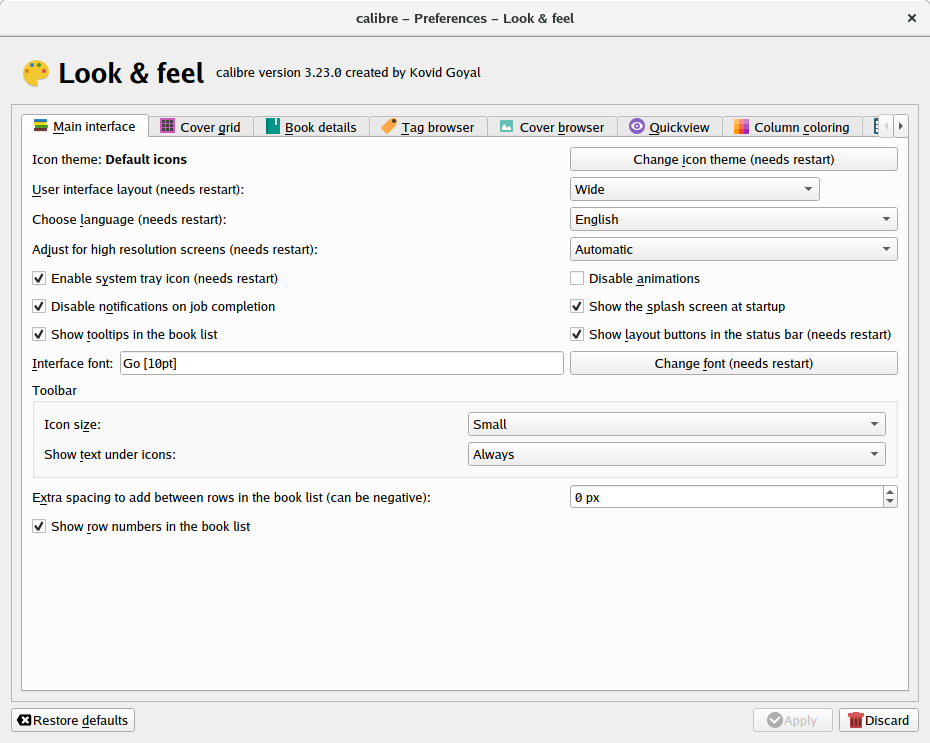 calibre – Preferences – Look & feel
Look & feel calibre version 3.23.0 created by Kovid Goyal
Main interface Cover grid Book details Tag browser Cover browser Quickview Column coloring
Icon theme: Default icons Change icon theme (needs restart)
User interface layout (needs restart): Wide
Choose language (needs restart): English
Adjust for high resolution screens (needs restart): Automatic
Enable system tray icon (needs restart) Disable animations
Disable notifications on job completion Show the splash screen at startup
Show tooltips in the book list Show layout buttons in the status bar (needs restart)
Interface font: Go [10pt] Change font (needs restart)
Toolbar
Icon size: Small
Show text under icons: Always
Extra spacing to add between rows in the book list (can be negative): 0 px
Show row numbers in the book list
Restore defaults Apply Discard